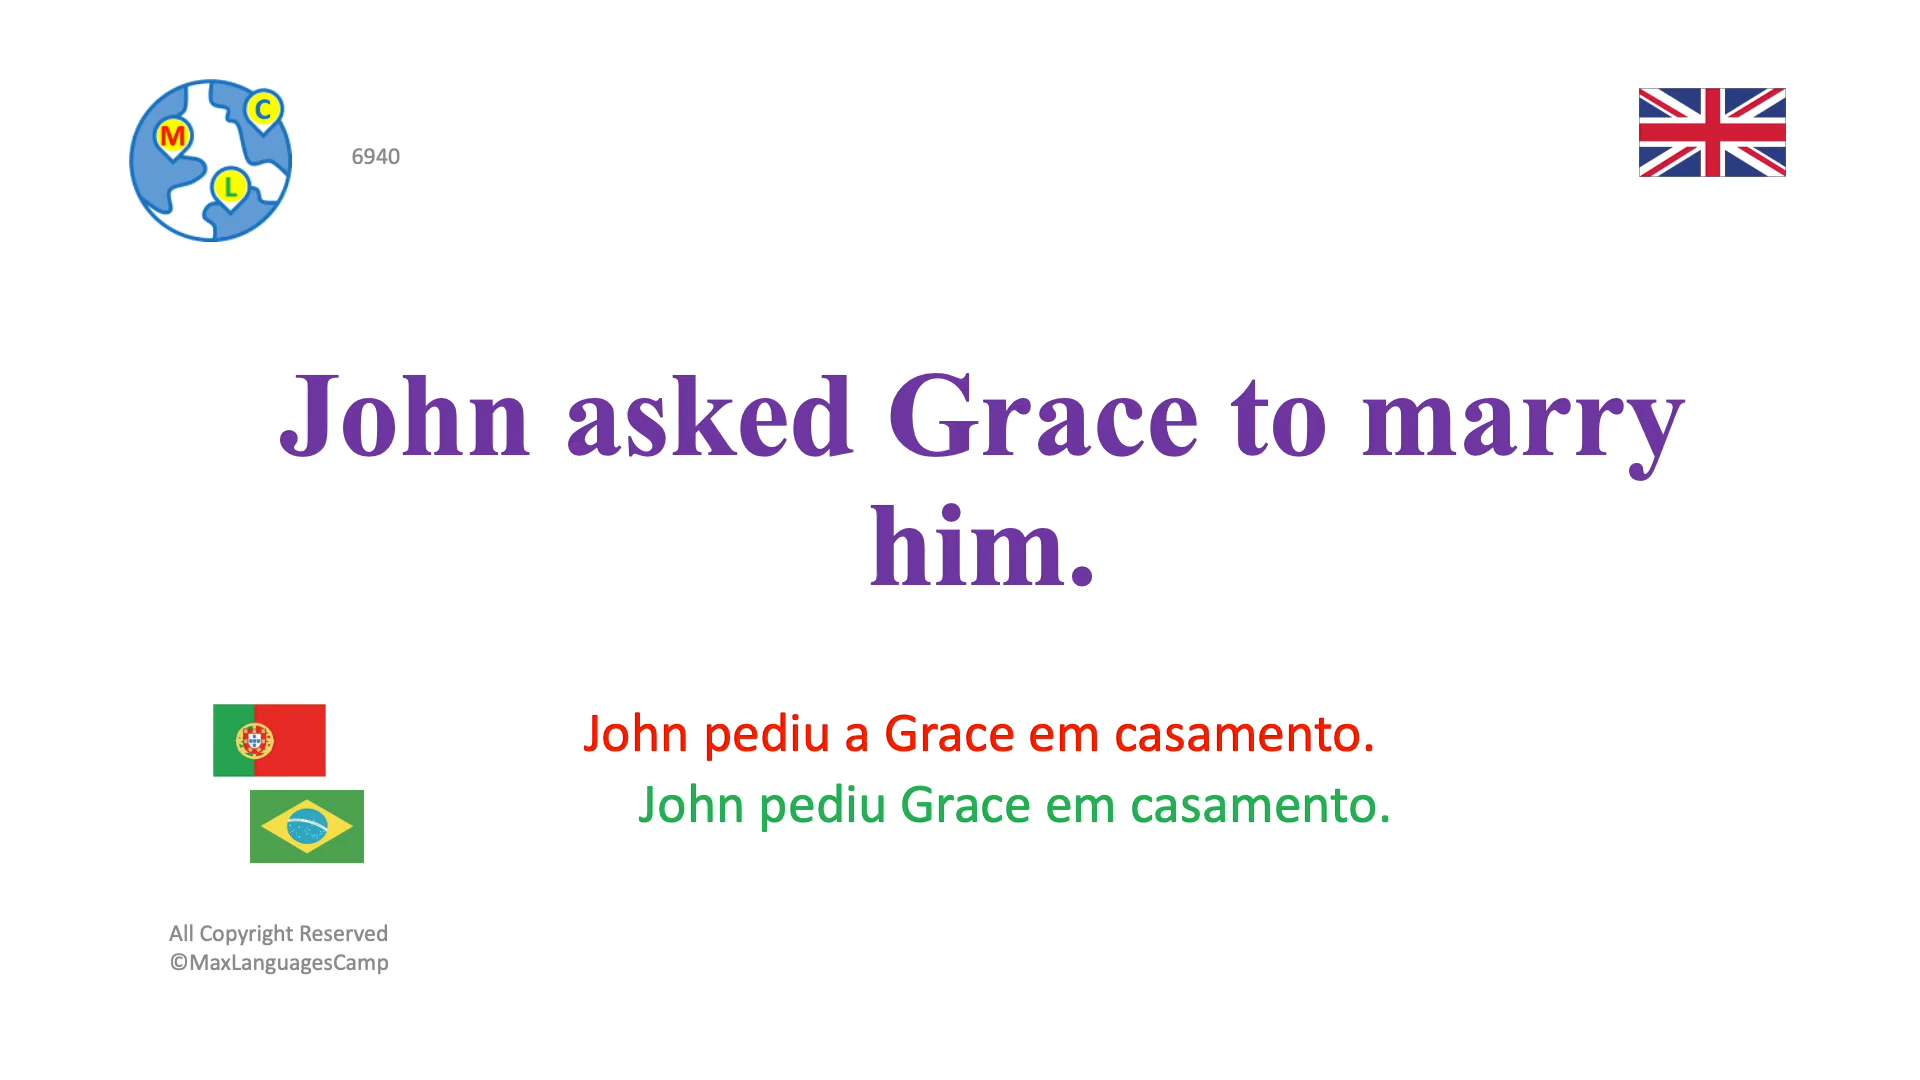 M
C
L
6940
John asked Grace to marry
him.
John pediu a Grace em casamento.
John pediu Grace em casamento.
All Copyright Reserved
©MaxLanguagesCamp